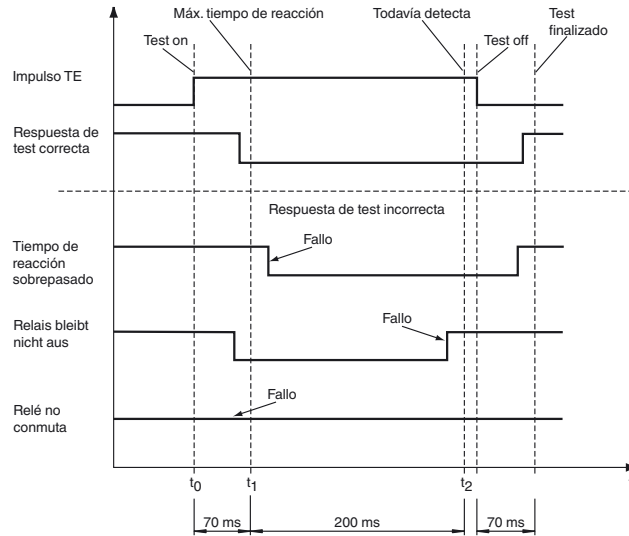 Máx. tiempo de reacción
Todavía detecta
Test
finalizado
Test on
Test off
Impulso TE
Respuesta de
test correcta
Respuesta de test incorrecta
Tiempo de
reacción
sobrepasado
Fallo
Relais bleibt
nicht aus
Fallo
Relé no
conmuta
Fallo
t0
t1
t2
70 ms
200 ms
70 ms